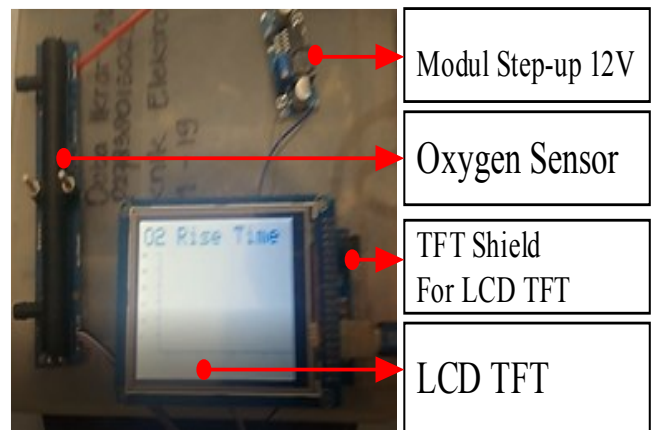 Modul Step-up 12V
Oxygen Sensor
TFT Shield
For LCD TFT
LCD TFT
O2 Rise Time